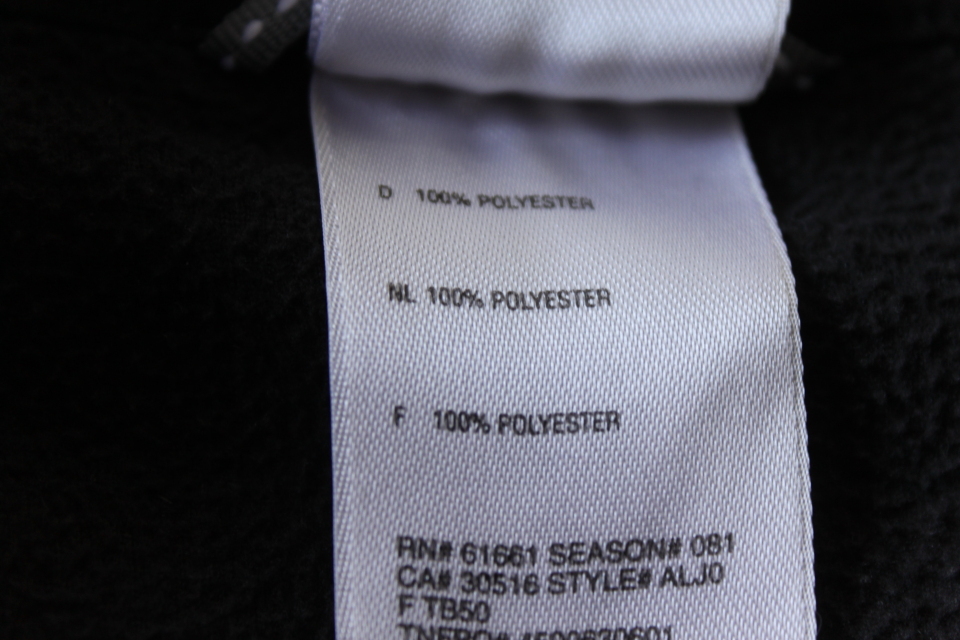 D 100% POLYESTER
NL 100% POLYESTER
F 100% POLYESTER
RN# 61661 SEASON# 081
CA# 30516 STYLE# ALJ0
F TB50